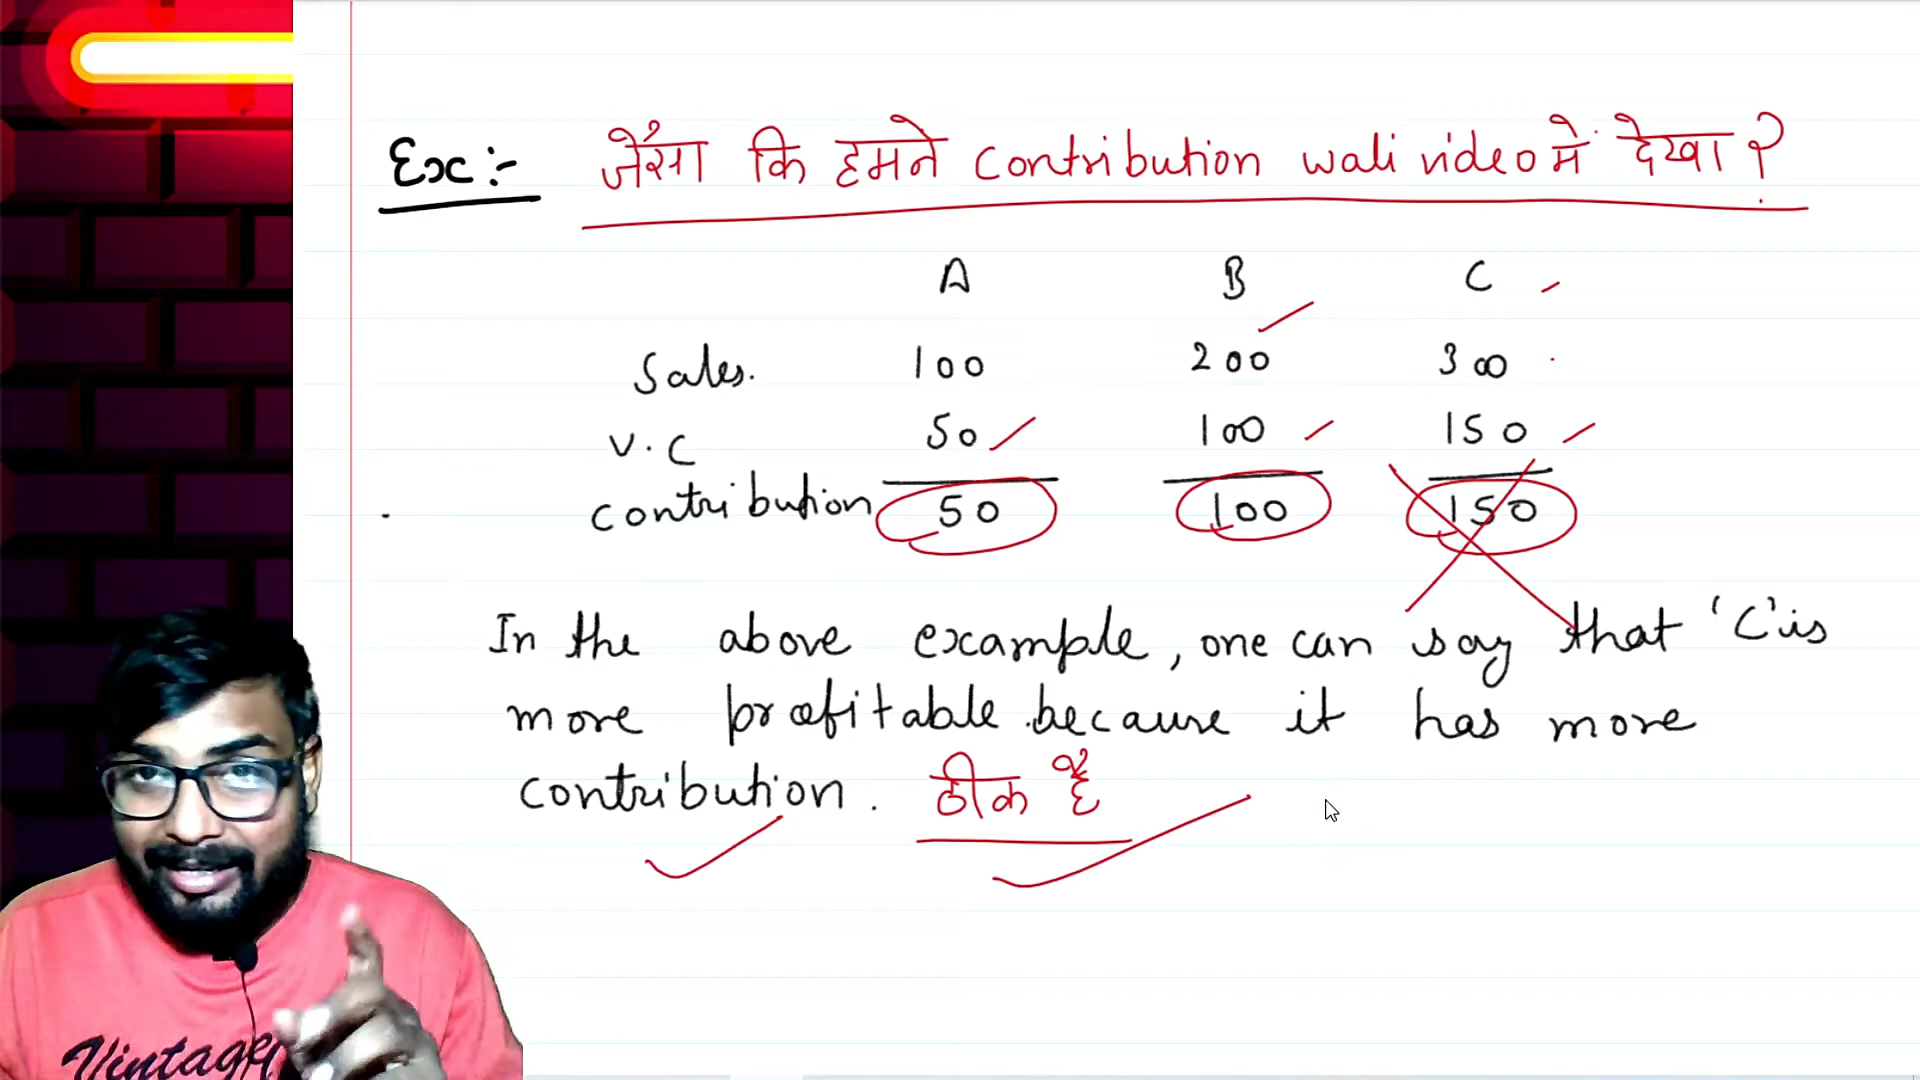 Exc :- जैसा कि हमने contribution wali video में देखा ?
A B C
Sales. 100 200 300
V.C 50 100 150
contribution 50 100 150
In the above example, one can say that 'C' is
more profitable because it has more
contribution. ठीक है
Vintage